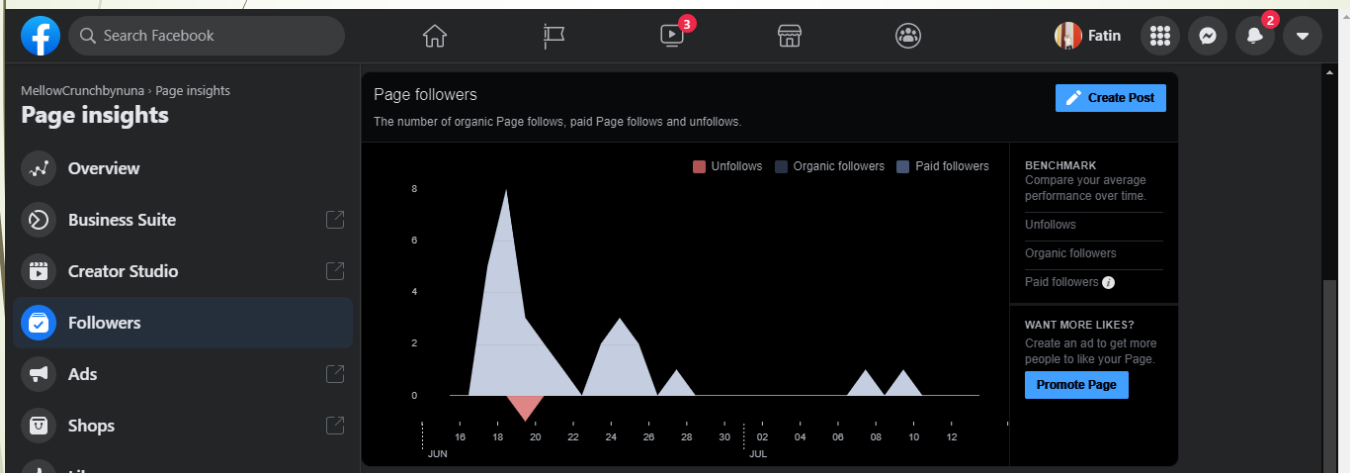 Search Facebook
3
Fatin
2
MellowCrunchbynuna › Page insights
Page insights
Overview
Business Suite
Creator Studio
Followers
Ads
Shops
Page followers
The number of organic Page follows, paid Page follows and unfollows.
Create Post
Unfollows Organic followers Paid followers
8
6
4
2
0
16 18 20 22 24 26 28 30 02 04 06 08 10 12
JUN JUL
BENCHMARK
Compare your average
performance over time.
Unfollows
Organic followers
Paid followers
WANT MORE LIKES?
Create an ad to get more
people to like your Page.
Promote Page